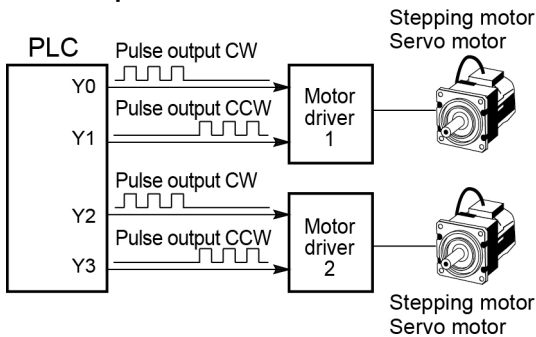 Stepping motor
Servo motor
PLC
Pulse output CW
Y0
Pulse output CCW
Y1
Motor
driver
1
Pulse output CW
Y2
Pulse output CCW
Y3
Motor
driver
2
Stepping motor
Servo motor